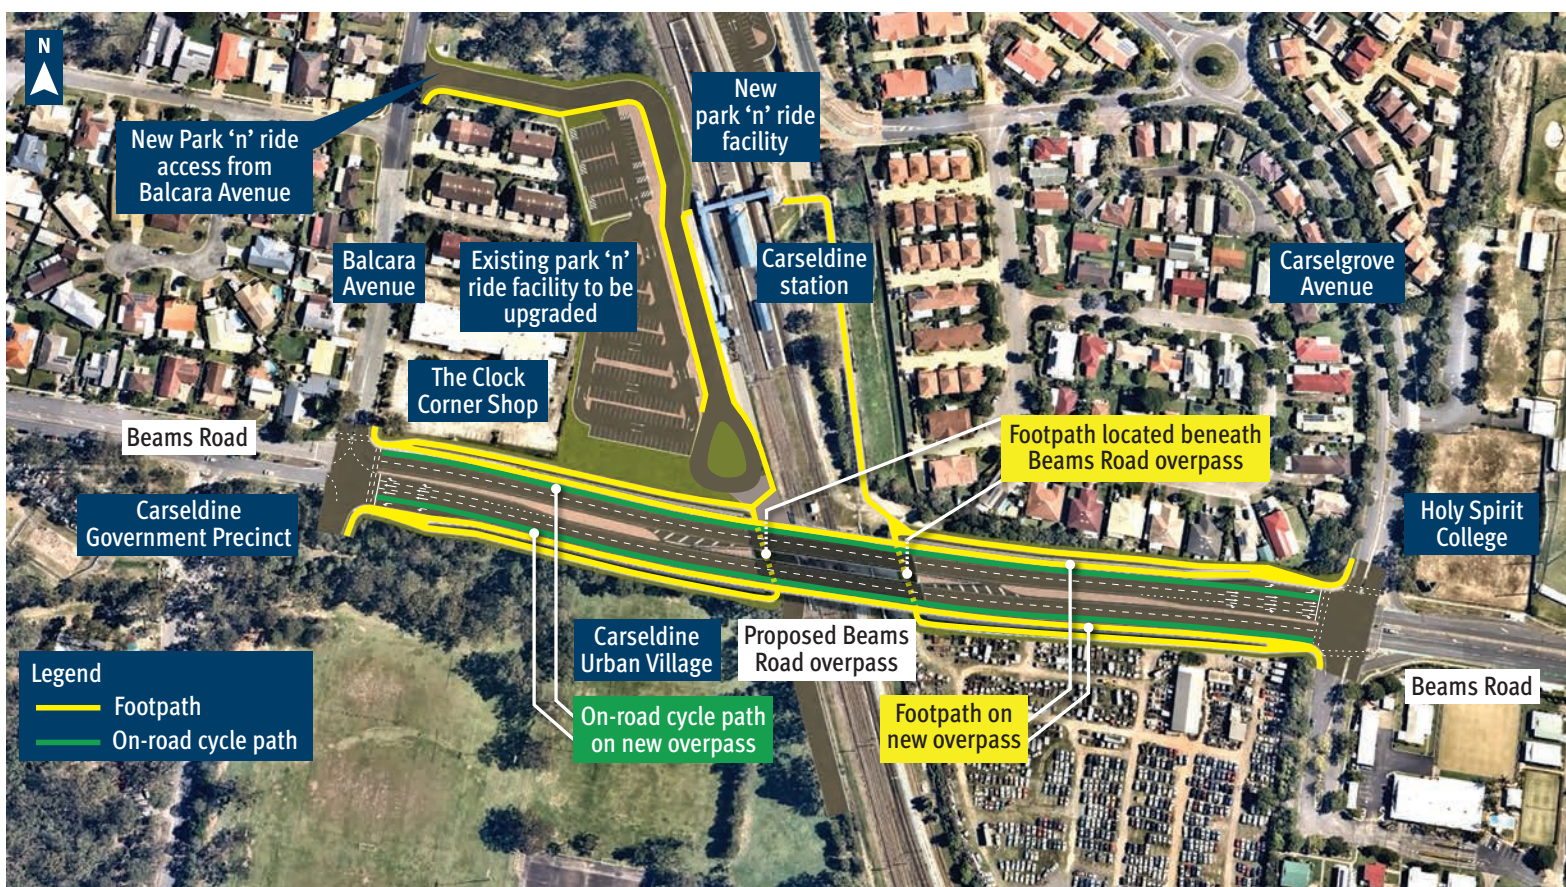 N
New
park ‘n’ ride
facility
New Park ‘n’ ride
access from
Balcara Avenue
Balcara
Avenue
Existing park ‘n’
ride facility to be
upgraded
Carseldine
station
Carselgrove
Avenue
The Clock
Corner Shop
Beams Road
Footpath located beneath
Beams Road overpass
Carseldine
Government Precinct
Holy Spirit
College
Carseldine
Urban Village
Proposed Beams
Road overpass
Legend
Footpath
On-road cycle path
On-road cycle path
on new overpass
Footpath on
new overpass
Beams Road